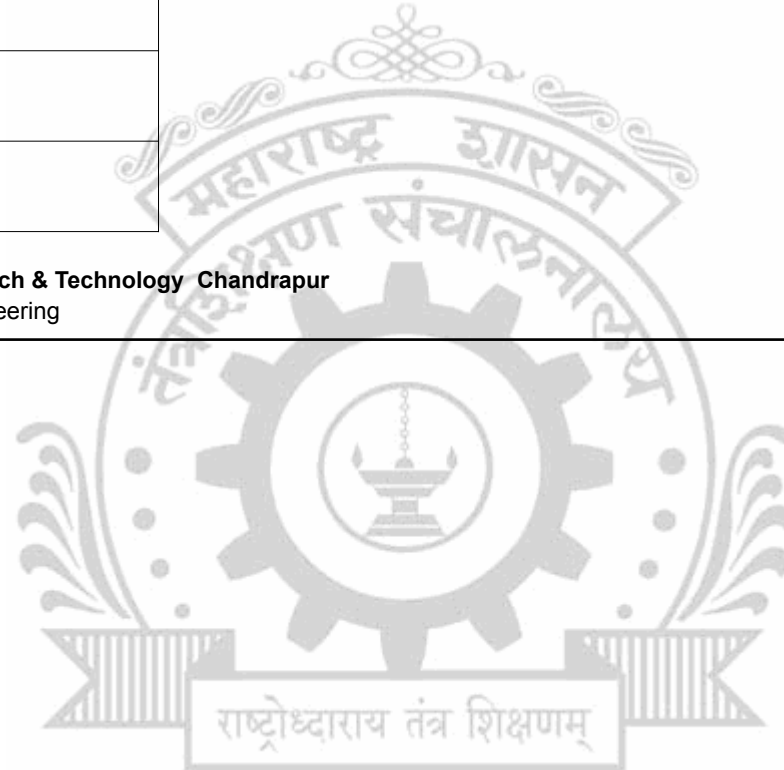 महाराष्ट्र शासन
तंत्रशिक्षण संचालनालय
ch & Technology Chandrapur
eering
राष्ट्रोध्दाराय तंत्र शिक्षणम्